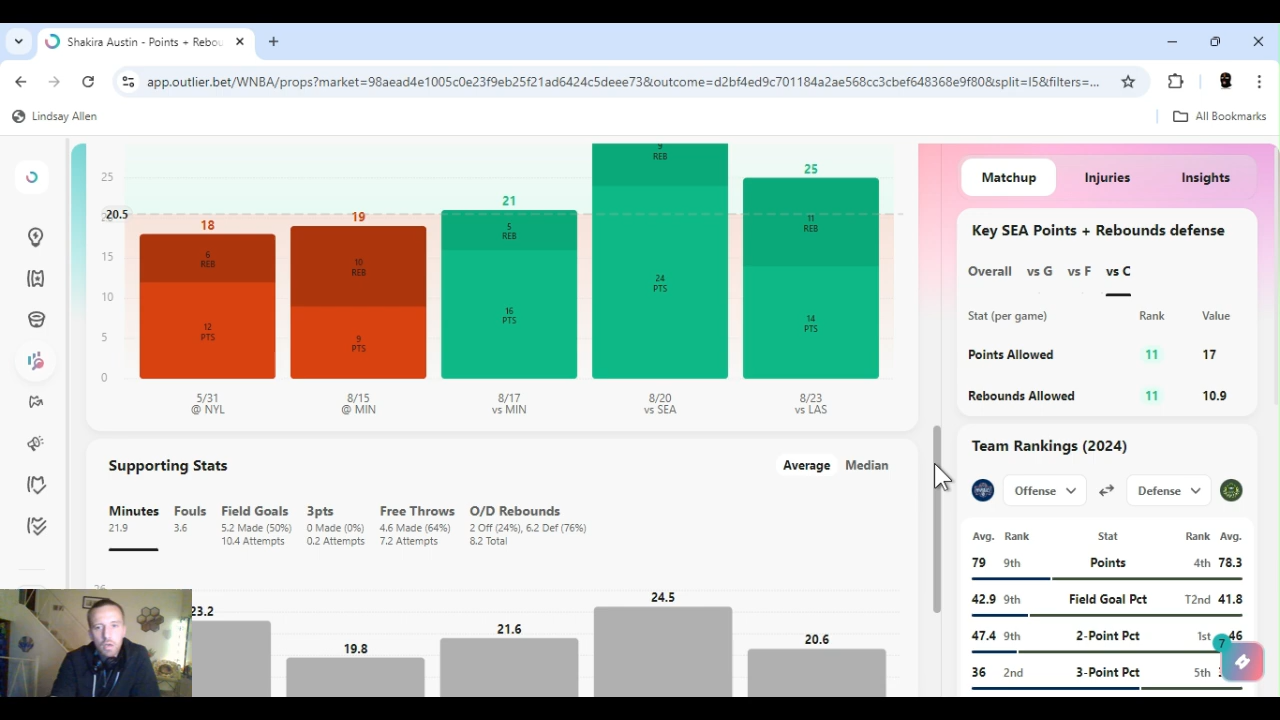 Shakira Austin - Points + Rebou
app.outlier.bet/WNBA/props?market=98aead4e1005c0e23f9eb25f21ad6424c5deee73&outcome=d2bf4ed9c701184a2ae568cc3cbef648368e9f80&split=l5&filters=...
Lindsay Allen
All Bookmarks
25
20.5
15
10
5
0
18
6
REB
12
PTS
19
10
REB
9
PTS
21
5
REB
16
PTS
9
REB
24
PTS
25
11
REB
14
PTS
5/31
@ NYL
8/15
@ MIN
8/17
vs MIN
8/20
vs SEA
8/23
vs LAS
Supporting Stats
Average Median
Minutes Fouls Field Goals 3pts Free Throws O/D Rebounds
21.9 3.6 5.2 Made (50%) 0 Made (0%) 4.6 Made (64%) 2 Off (24%), 6.2 Def (76%)
10.4 Attempts 0.2 Attempts 7.2 Attempts 8.2 Total
23.2
19.8
21.6
24.5
20.6
Matchup Injuries Insights
Key SEA Points + Rebounds defense
Overall vs G vs F vs C
Stat (per game) Rank Value
Points Allowed 11 17
Rebounds Allowed 11 10.9
Team Rankings (2024)
Offense Defense
Avg. Rank Stat Rank Avg.
79 9th Points 4th 78.3
42.9 9th Field Goal Pct T2nd 41.8
47.4 9th 2-Point Pct 1st 46
36 2nd 3-Point Pct 5th
7